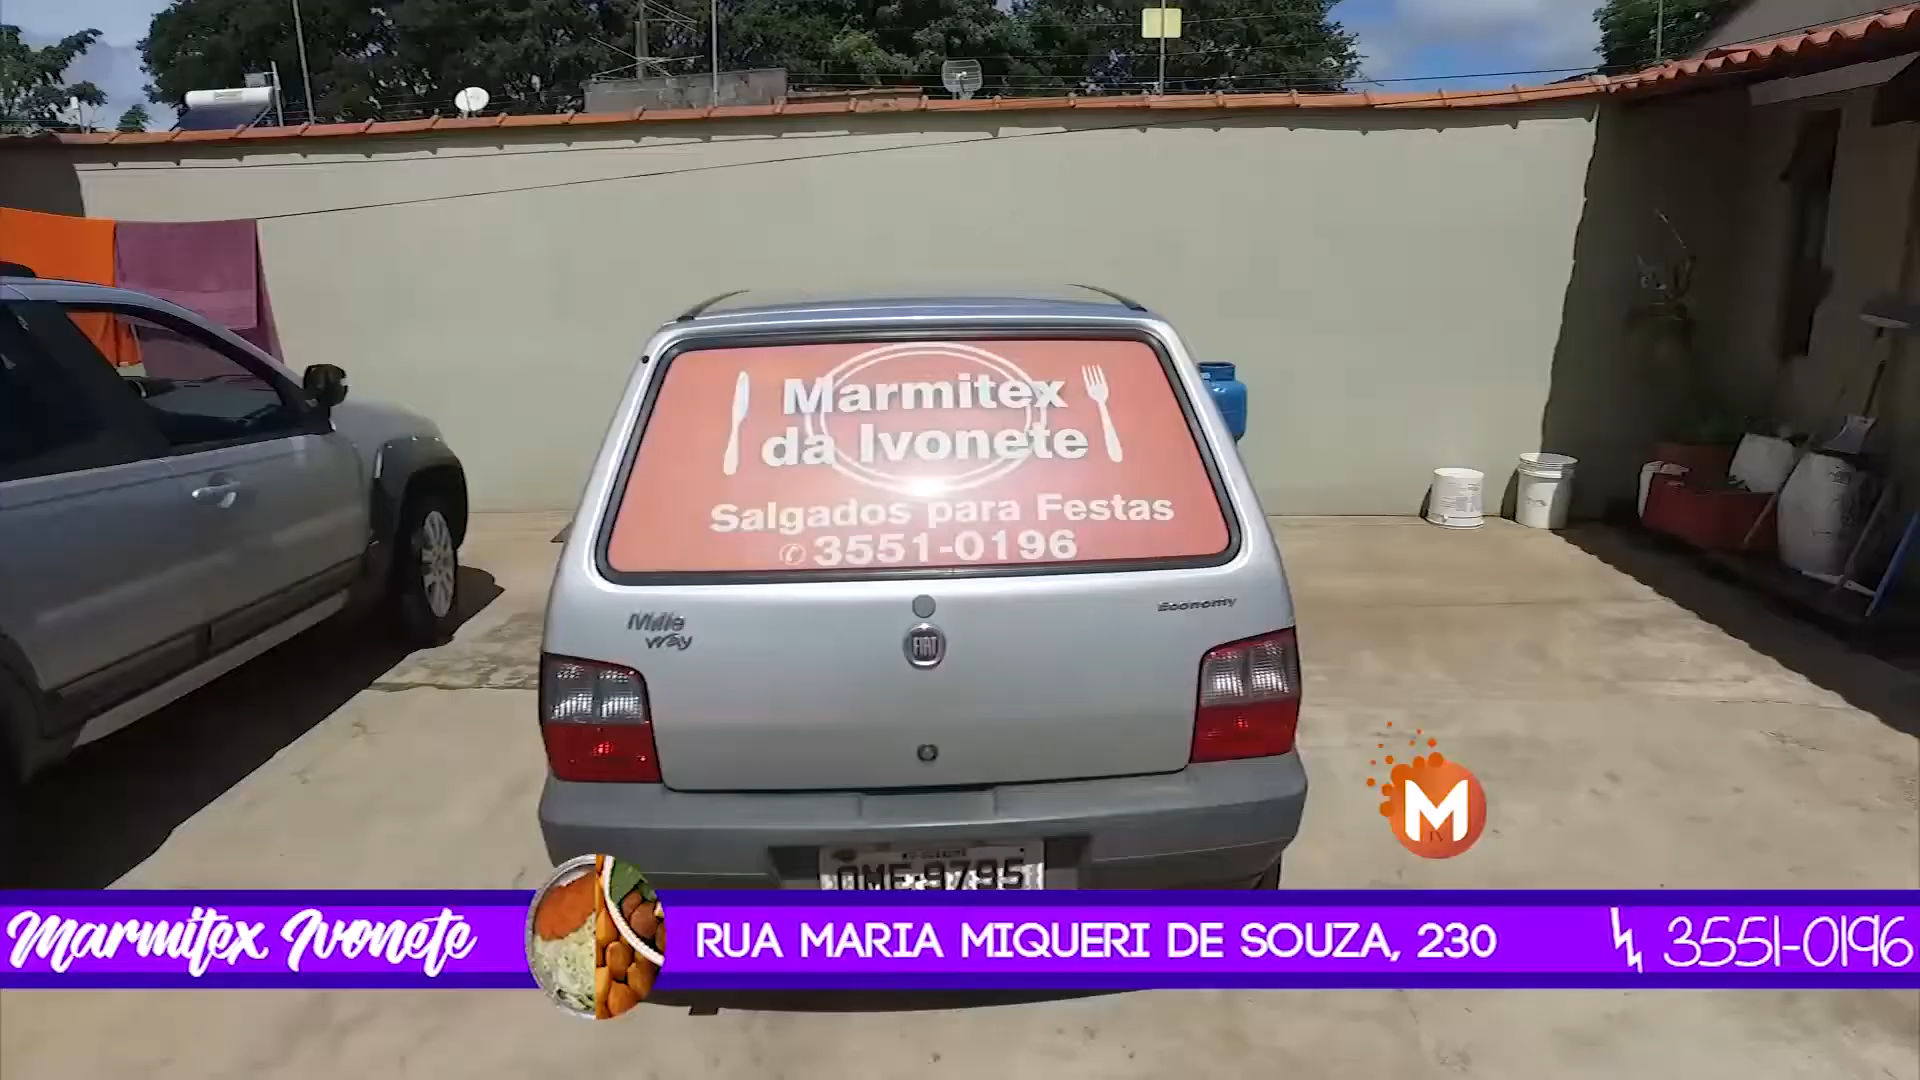 Marmitex
da Ivonete
Salgados para Festas
3551-0196
Mille
way
Economy
FIAT
M
TV
Marmitex Ivonete
RUA MARIA MIQUERI DE SOUZA, 230
3551-0196